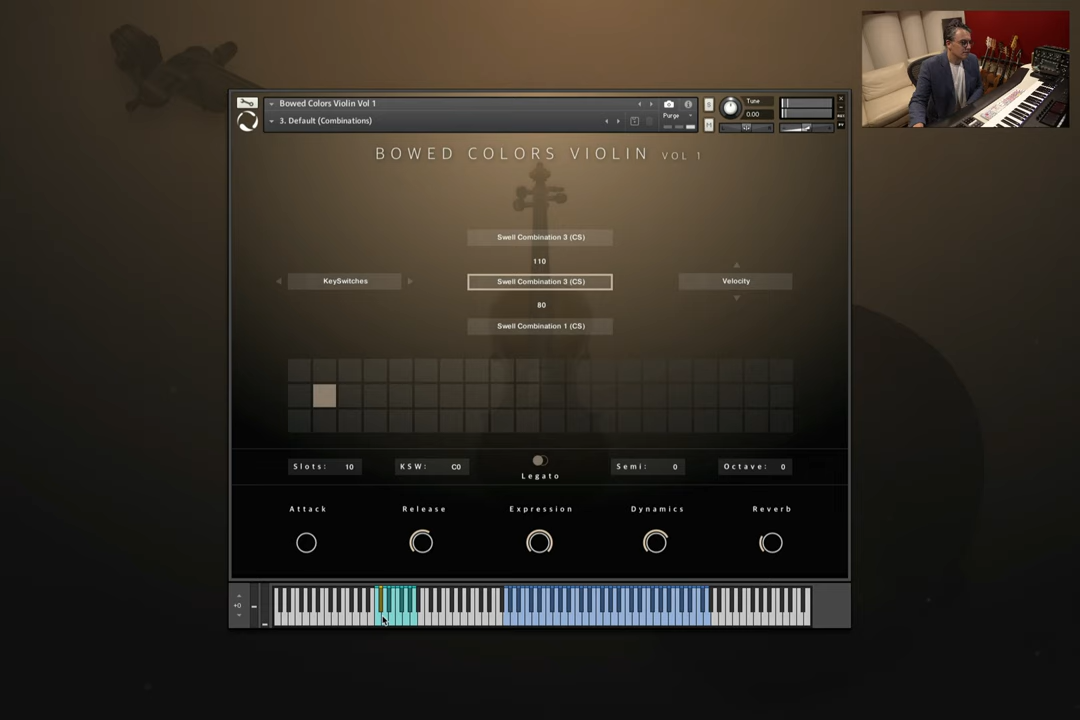 Bowed Colors Violin Vol 1
3. Default (Combinations)
Purge
S
M
Tune
0.00
BOWED COLORS VIOLIN VOL 1
Swell Combination 3 (CS)
110
KeySwitches
Swell Combination 3 (CS)
Velocity
80
Swell Combination 1 (CS)
Slots: 10
KSW: C0
Legato
Semi: 0
Octave: 0
Attack
Release
Expression
Dynamics
Reverb
+0